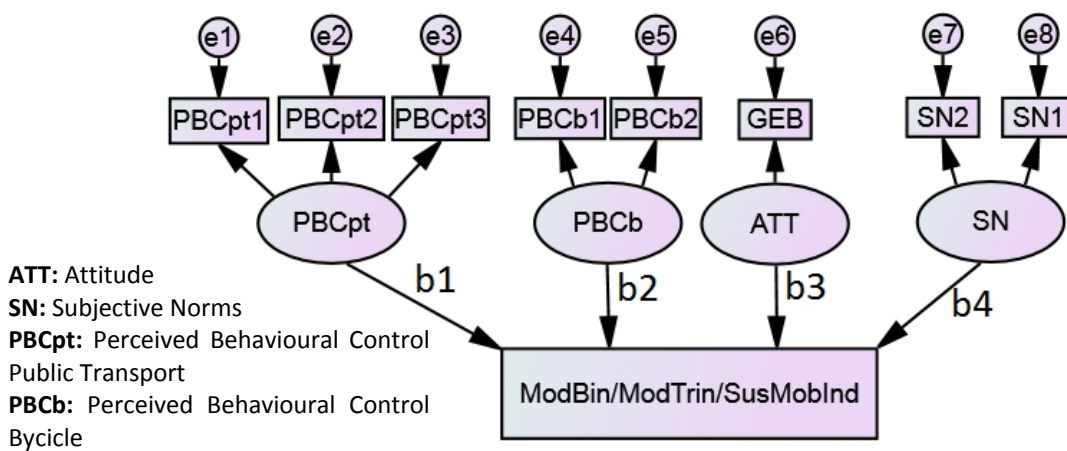 e1 e2 e3 e4 e5 e6 e7 e8
PBCpt1 PBCpt2 PBCpt3 PBCb1 PBCb2 GEB SN2 SN1
PBCpt PBCb ATT SN
b1 b2 b3 b4
ATT: Attitude
SN: Subjective Norms
PBCpt: Perceived Behavioural Control
Public Transport
PBCb: Perceived Behavioural Control
Bycicle
ModBin/ModTrin/SusMobInd